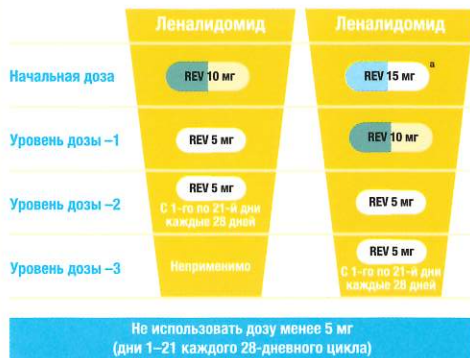 Леналидомид Леналидомид
Начальная доза REV 10 мг REV 15 мг a
Уровень дозы –1 REV 5 мг REV 10 мг
Уровень дозы –2 REV 5 мг
С 1-го по 21-й дни
каждые 28 дней
REV 5 мг
Уровень дозы –3 Неприменимо REV 5 мг
С 1-го по 21-й дни
каждые 28 дней
Не использовать дозу менее 5 мг
(дни 1–21 каждого 28-дневного цикла)